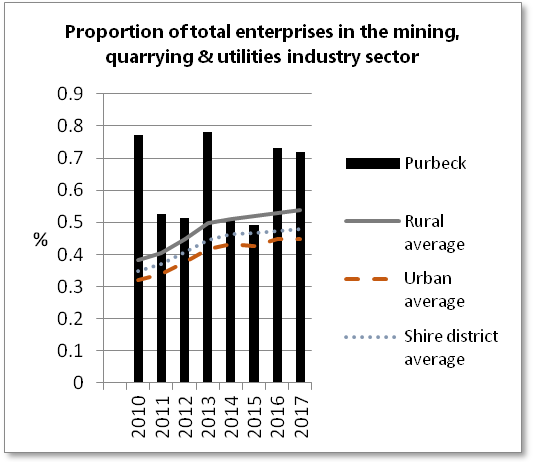 Proportion of total enterprises in the mining,
quarrying & utilities industry sector
0.9
0.8
0.7
0.6
0.5
0.4
0.3
0.2
0.1
0
%
2010
2011
2012
2013
2014
2015
2016
2017
Purbeck
Rural
average
Urban
average
Shire district
average